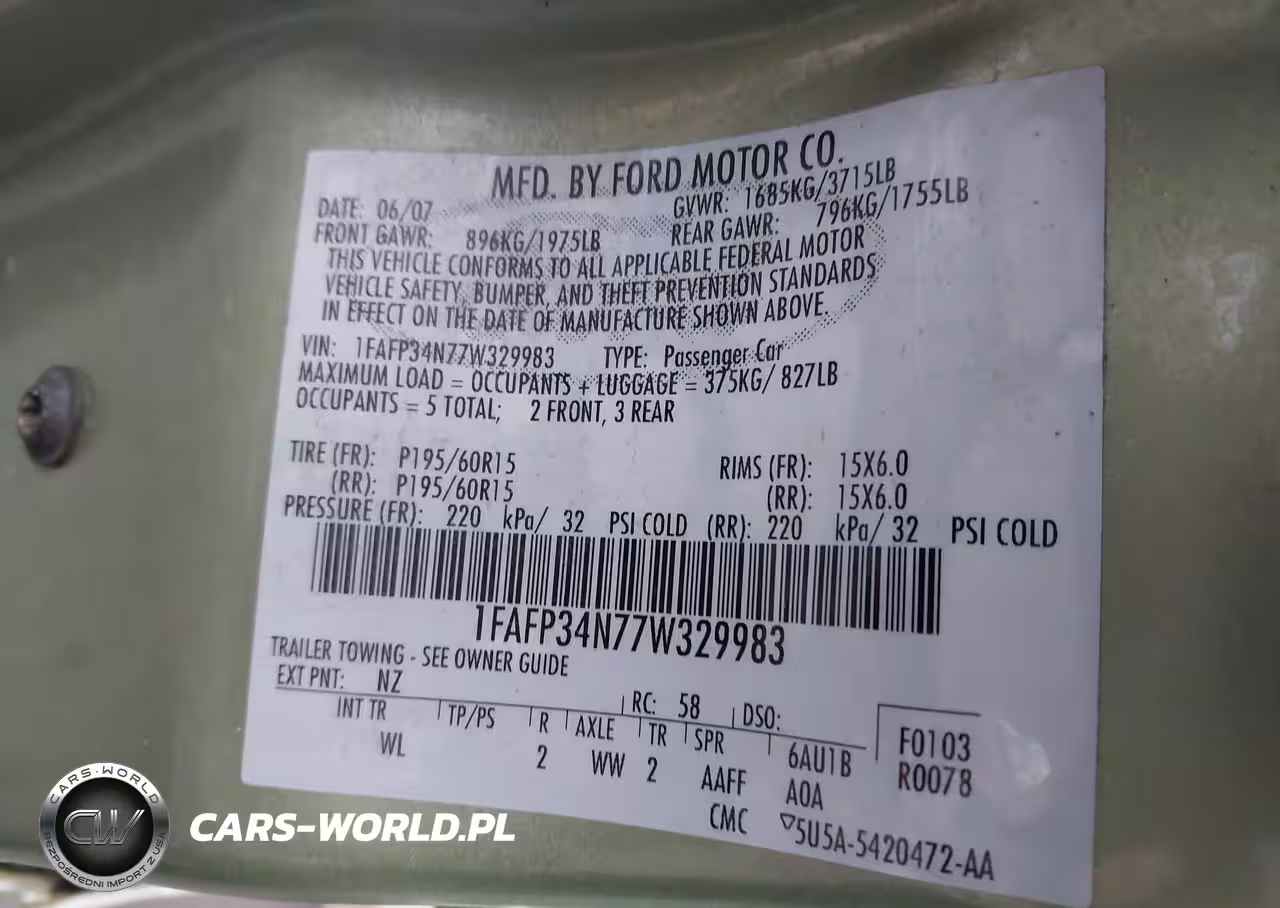 MFD. BY FORD MOTOR CO.
DATE: 06/07 GVWR: 1685KG/3715LB
FRONT GAWR: 896KG/1975LB REAR GAWR: 796KG/1755LB
THIS VEHICLE CONFORMS TO ALL APPLICABLE FEDERAL MOTOR
VEHICLE SAFETY, BUMPER, AND THEFT PREVENTION STANDARDS
IN EFFECT ON THE DATE OF MANUFACTURE SHOWN ABOVE.
VIN: 1FAFP34N77W329983 TYPE: Passenger Car
MAXIMUM LOAD = OCCUPANTS + LUGGAGE = 375KG/ 827LB
OCCUPANTS = 5 TOTAL; 2 FRONT, 3 REAR
TIRE (FR): P195/60R15 RIMS (FR): 15X6.0
(RR): P195/60R15 (RR): 15X6.0
PRESSURE (FR): 220 kPa/ 32 PSI COLD (RR): 220 kPa/ 32 PSI COLD
1FAFP34N77W329983
TRAILER TOWING - SEE OWNER GUIDE
EXT PNT: NZ RC: 58 DSO:
INT TR TP/PS R AXLE TR SPR 6AU1B F0103
WL 2 WW 2 AAFF A0A R0078
CMC 5U5A-5420472-AA
CARS-WORLD
CW
BEZPOŚREDNI IMPORT Z USA
CARS-WORLD.PL